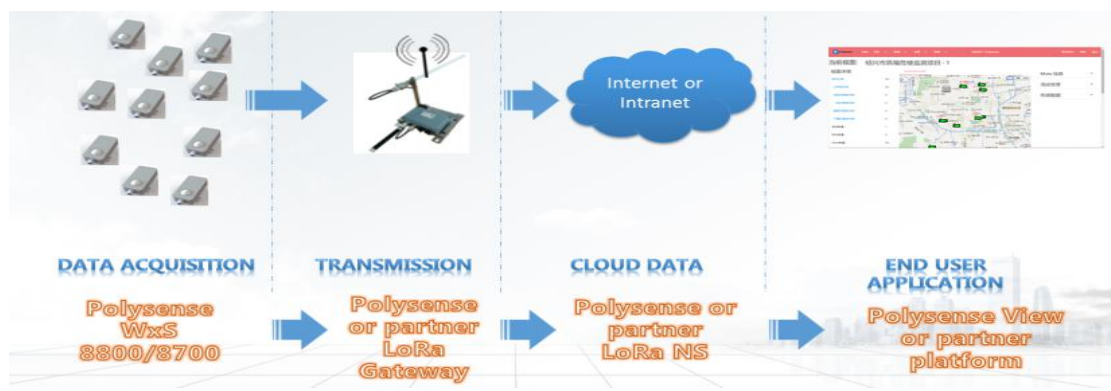 Internet or
Intranet
DATA ACQUISITION
TRANSMISSION
CLOUD DATA
END USER
APPLICATION
Polysense
WxS
8800/8700
Polysense
or partner
LoRa
Gateway
Polysense or
partner
LoRa NS
Polysense View
or partner
platform